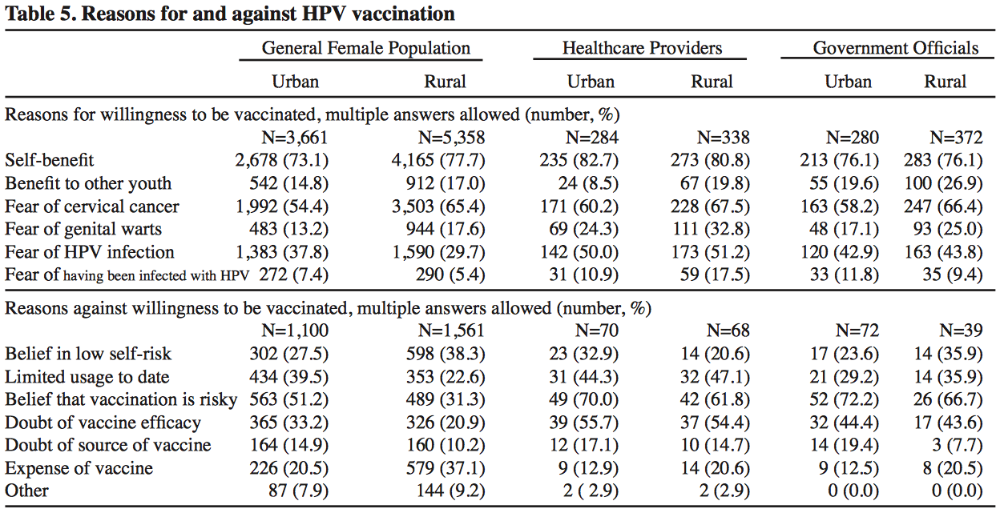 Table 5. Reasons for and against HPV vaccination
General Female Population Healthcare Providers Government Officials
Urban Rural Urban Rural Urban Rural
Reasons for willingness to be vaccinated, multiple answers allowed (number, %)
N=3,661 N=5,358 N=284 N=338 N=280 N=372
Self-benefit 2,678 (73.1) 4,165 (77.7) 235 (82.7) 273 (80.8) 213 (76.1) 283 (76.1)
Benefit to other youth 542 (14.8) 912 (17.0) 24 (8.5) 67 (19.8) 55 (19.6) 100 (26.9)
Fear of cervical cancer 1,992 (54.4) 3,503 (65.4) 171 (60.2) 228 (67.5) 163 (58.2) 247 (66.4)
Fear of genital warts 483 (13.2) 944 (17.6) 69 (24.3) 111 (32.8) 48 (17.1) 93 (25.0)
Fear of HPV infection 1,383 (37.8) 1,590 (29.7) 142 (50.0) 173 (51.2) 120 (42.9) 163 (43.8)
Fear of having been infected with HPV 272 (7.4) 290 (5.4) 31 (10.9) 59 (17.5) 33 (11.8) 35 (9.4)
Reasons against willingness to be vaccinated, multiple answers allowed (number, %)
N=1,100 N=1,561 N=70 N=68 N=72 N=39
Belief in low self-risk 302 (27.5) 598 (38.3) 23 (32.9) 14 (20.6) 17 (23.6) 14 (35.9)
Limited usage to date 434 (39.5) 353 (22.6) 31 (44.3) 32 (47.1) 21 (29.2) 14 (35.9)
Belief that vaccination is risky 563 (51.2) 489 (31.3) 49 (70.0) 42 (61.8) 52 (72.2) 26 (66.7)
Doubt of vaccine efficacy 365 (33.2) 326 (20.9) 39 (55.7) 37 (54.4) 32 (44.4) 17 (43.6)
Doubt of source of vaccine 164 (14.9) 160 (10.2) 12 (17.1) 10 (14.7) 14 (19.4) 3 (7.7)
Expense of vaccine 226 (20.5) 579 (37.1) 9 (12.9) 14 (20.6) 9 (12.5) 8 (20.5)
Other 87 (7.9) 144 (9.2) 2 ( 2.9) 2 (2.9) 0 (0.0) 0 (0.0)